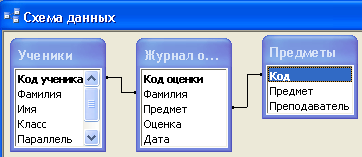 Схема данных
Ученики
Код ученика
Фамилия
Имя
Класс
Параллель
Журнал о...
Код оценки
Фамилия
Предмет
Оценка
Дата
Предметы
Код
Предмет
Преподаватель